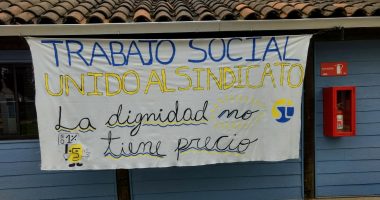 TRABAJO SOCIAL
UNIDO AL SINDICATO
La dignidad no
tiene precio